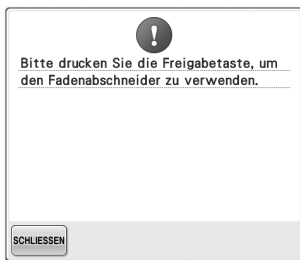 Bitte drucken Sie die Freigabetaste, um
den Fadenabschneider zu verwenden.
SCHLIESSEN